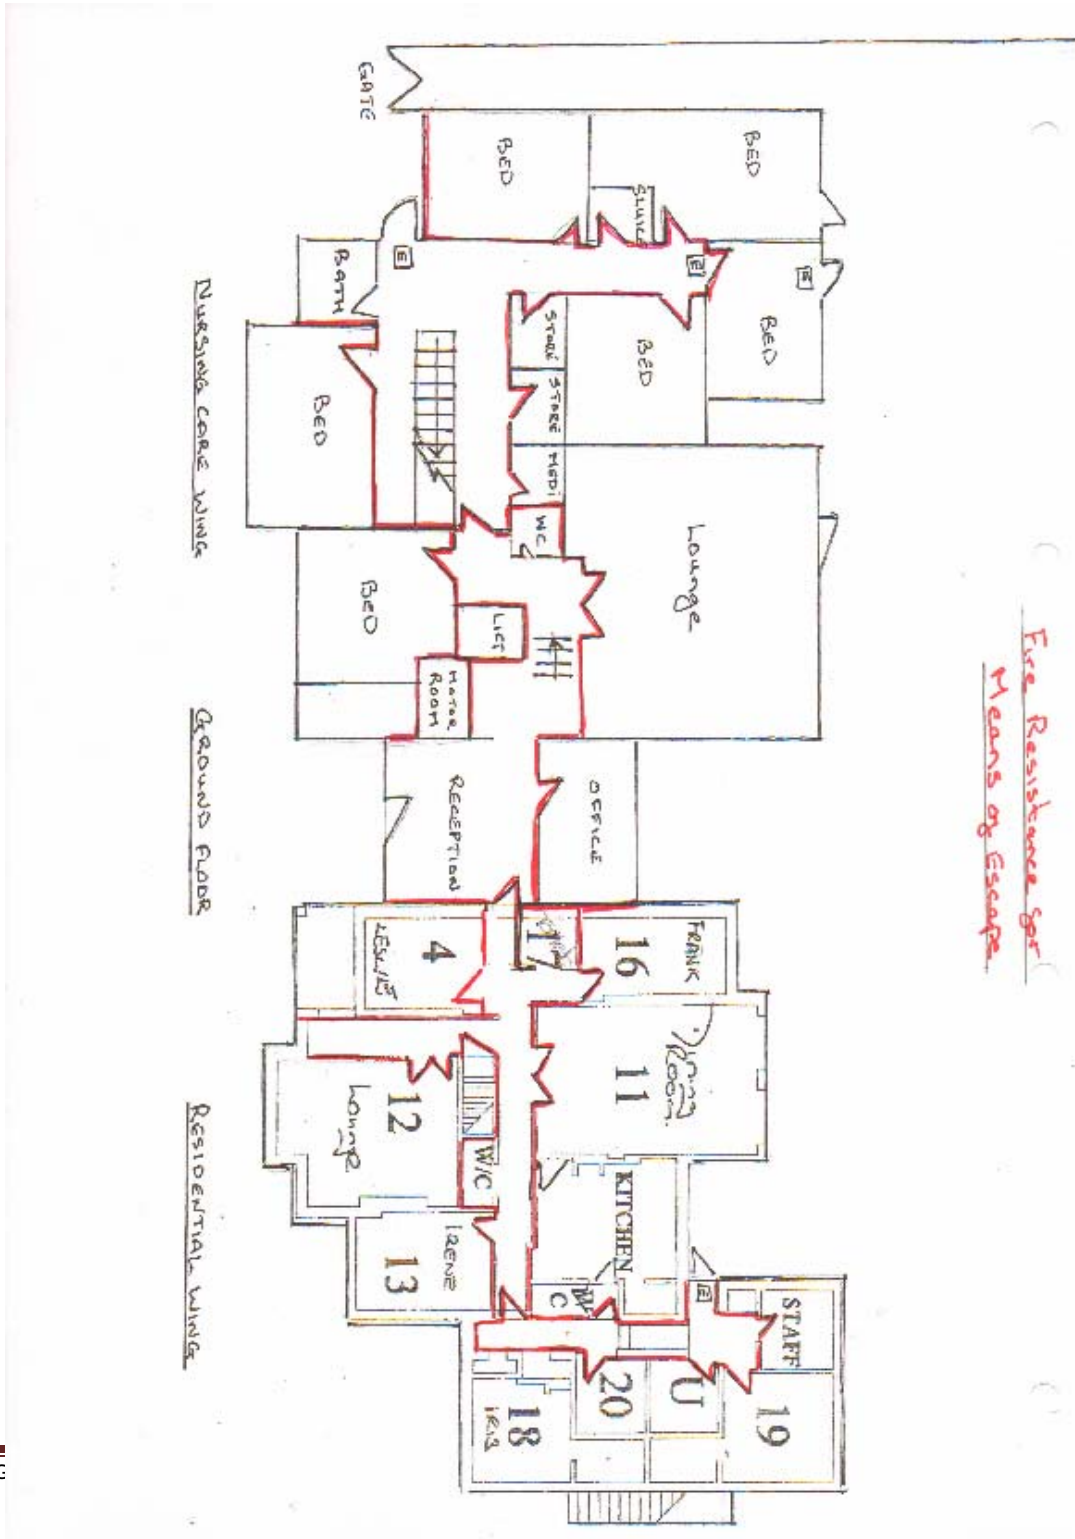 Fire Resistance for
Means of Escape
GATE
BED
BED
SLUICE
E
E
E
BATH
STORE
BED
BED
STORE
BED
MEDI
WC
Lounge
BED
LIFT
MOTOR
ROOM
RECEPTION
OFFICE
4
LESLIE
17
16
FRANK
11
Dining
Room
12
Lounge
W/C
KITCHEN
13
IRENE
W
C
E
STAFF
18
IRIS
20
U
19
NURSING CARE WING
GROUND FLOOR
RESIDENTIAL WING